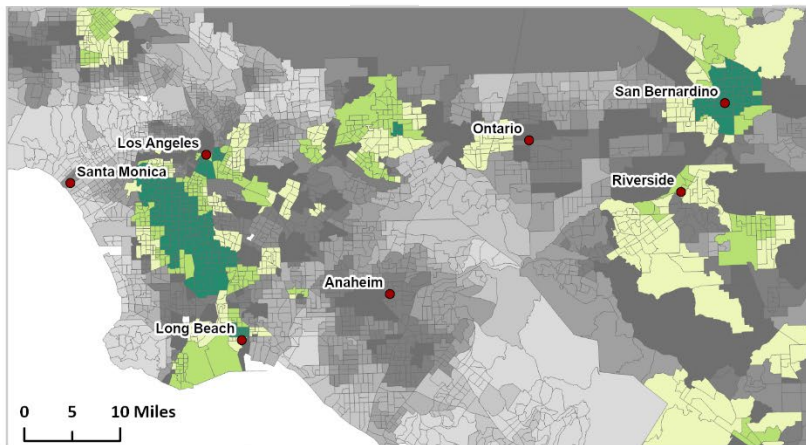 San Bernardino
Los Angeles
Ontario
Santa Monica
Riverside
Anaheim
Long Beach
0 5 10 Miles